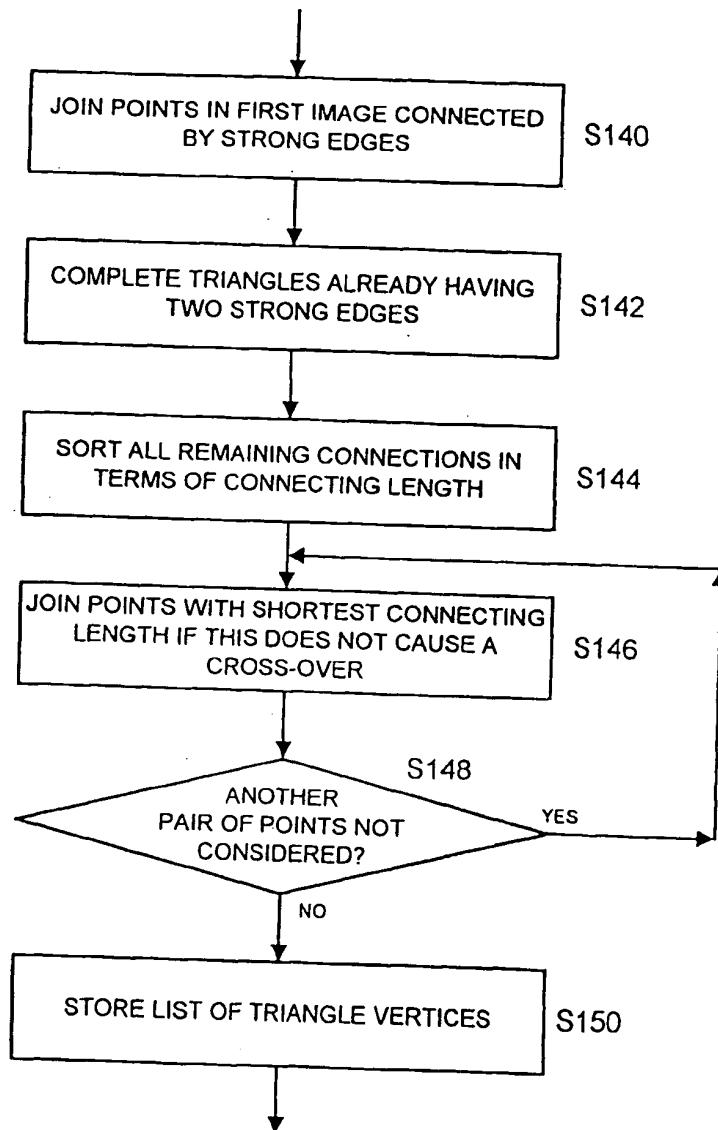 JOIN POINTS IN FIRST IMAGE CONNECTED
BY STRONG EDGES
S140
COMPLETE TRIANGLES ALREADY HAVING
TWO STRONG EDGES
S142
SORT ALL REMAINING CONNECTIONS IN
TERMS OF CONNECTING LENGTH
S144
JOIN POINTS WITH SHORTEST CONNECTING
LENGTH IF THIS DOES NOT CAUSE A
CROSS-OVER
S146
S148
ANOTHER
PAIR OF POINTS NOT
CONSIDERED?
YES
NO
STORE LIST OF TRIANGLE VERTICES
S150